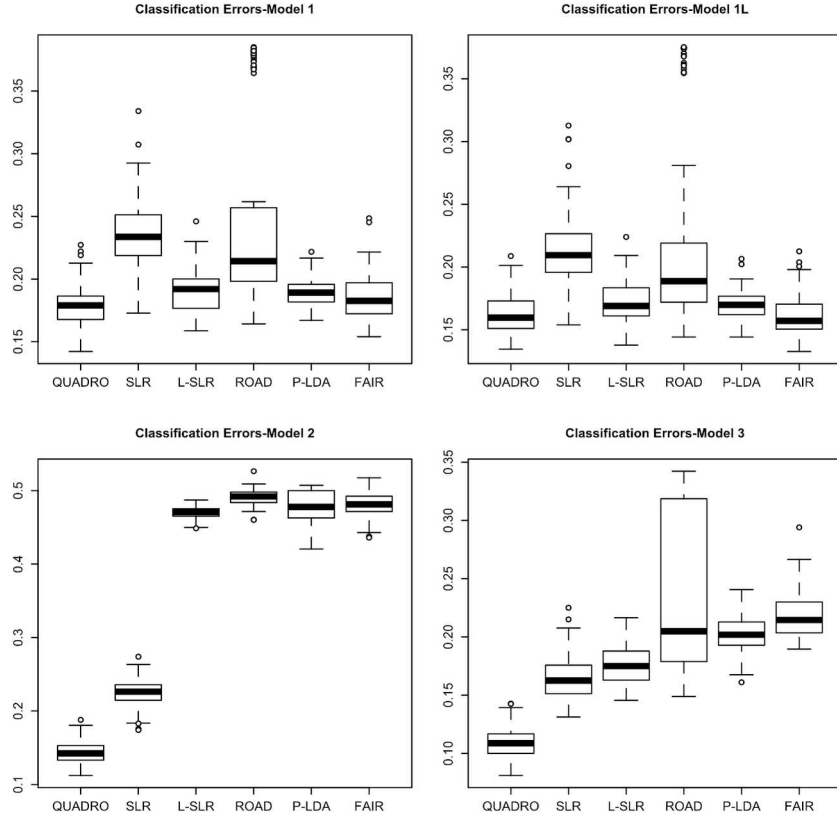 Classification Errors-Model 1
0.35
0.30
0.25
0.20
0.15
QUADRO SLR L-SLR ROAD P-LDA FAIR
Classification Errors-Model 1L
0.35
0.30
0.25
0.20
0.15
QUADRO SLR L-SLR ROAD P-LDA FAIR
Classification Errors-Model 2
0.5
0.4
0.3
0.2
0.1
QUADRO SLR L-SLR ROAD P-LDA FAIR
Classification Errors-Model 3
0.35
0.30
0.25
0.20
0.15
0.10
QUADRO SLR L-SLR ROAD P-LDA FAIR